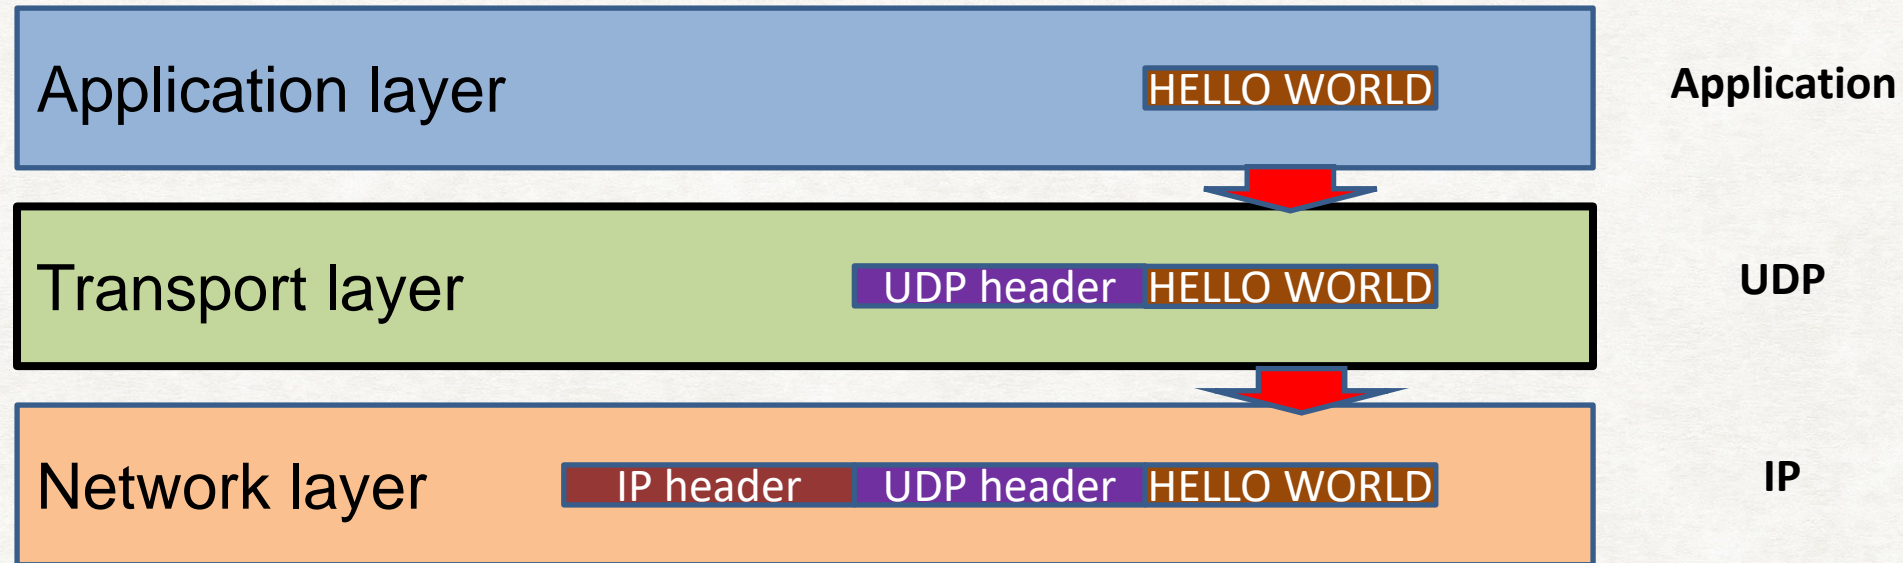 Application layer HELLO WORLD Application
Transport layer UDP header HELLO WORLD UDP
Network layer IP header UDP header HELLO WORLD IP